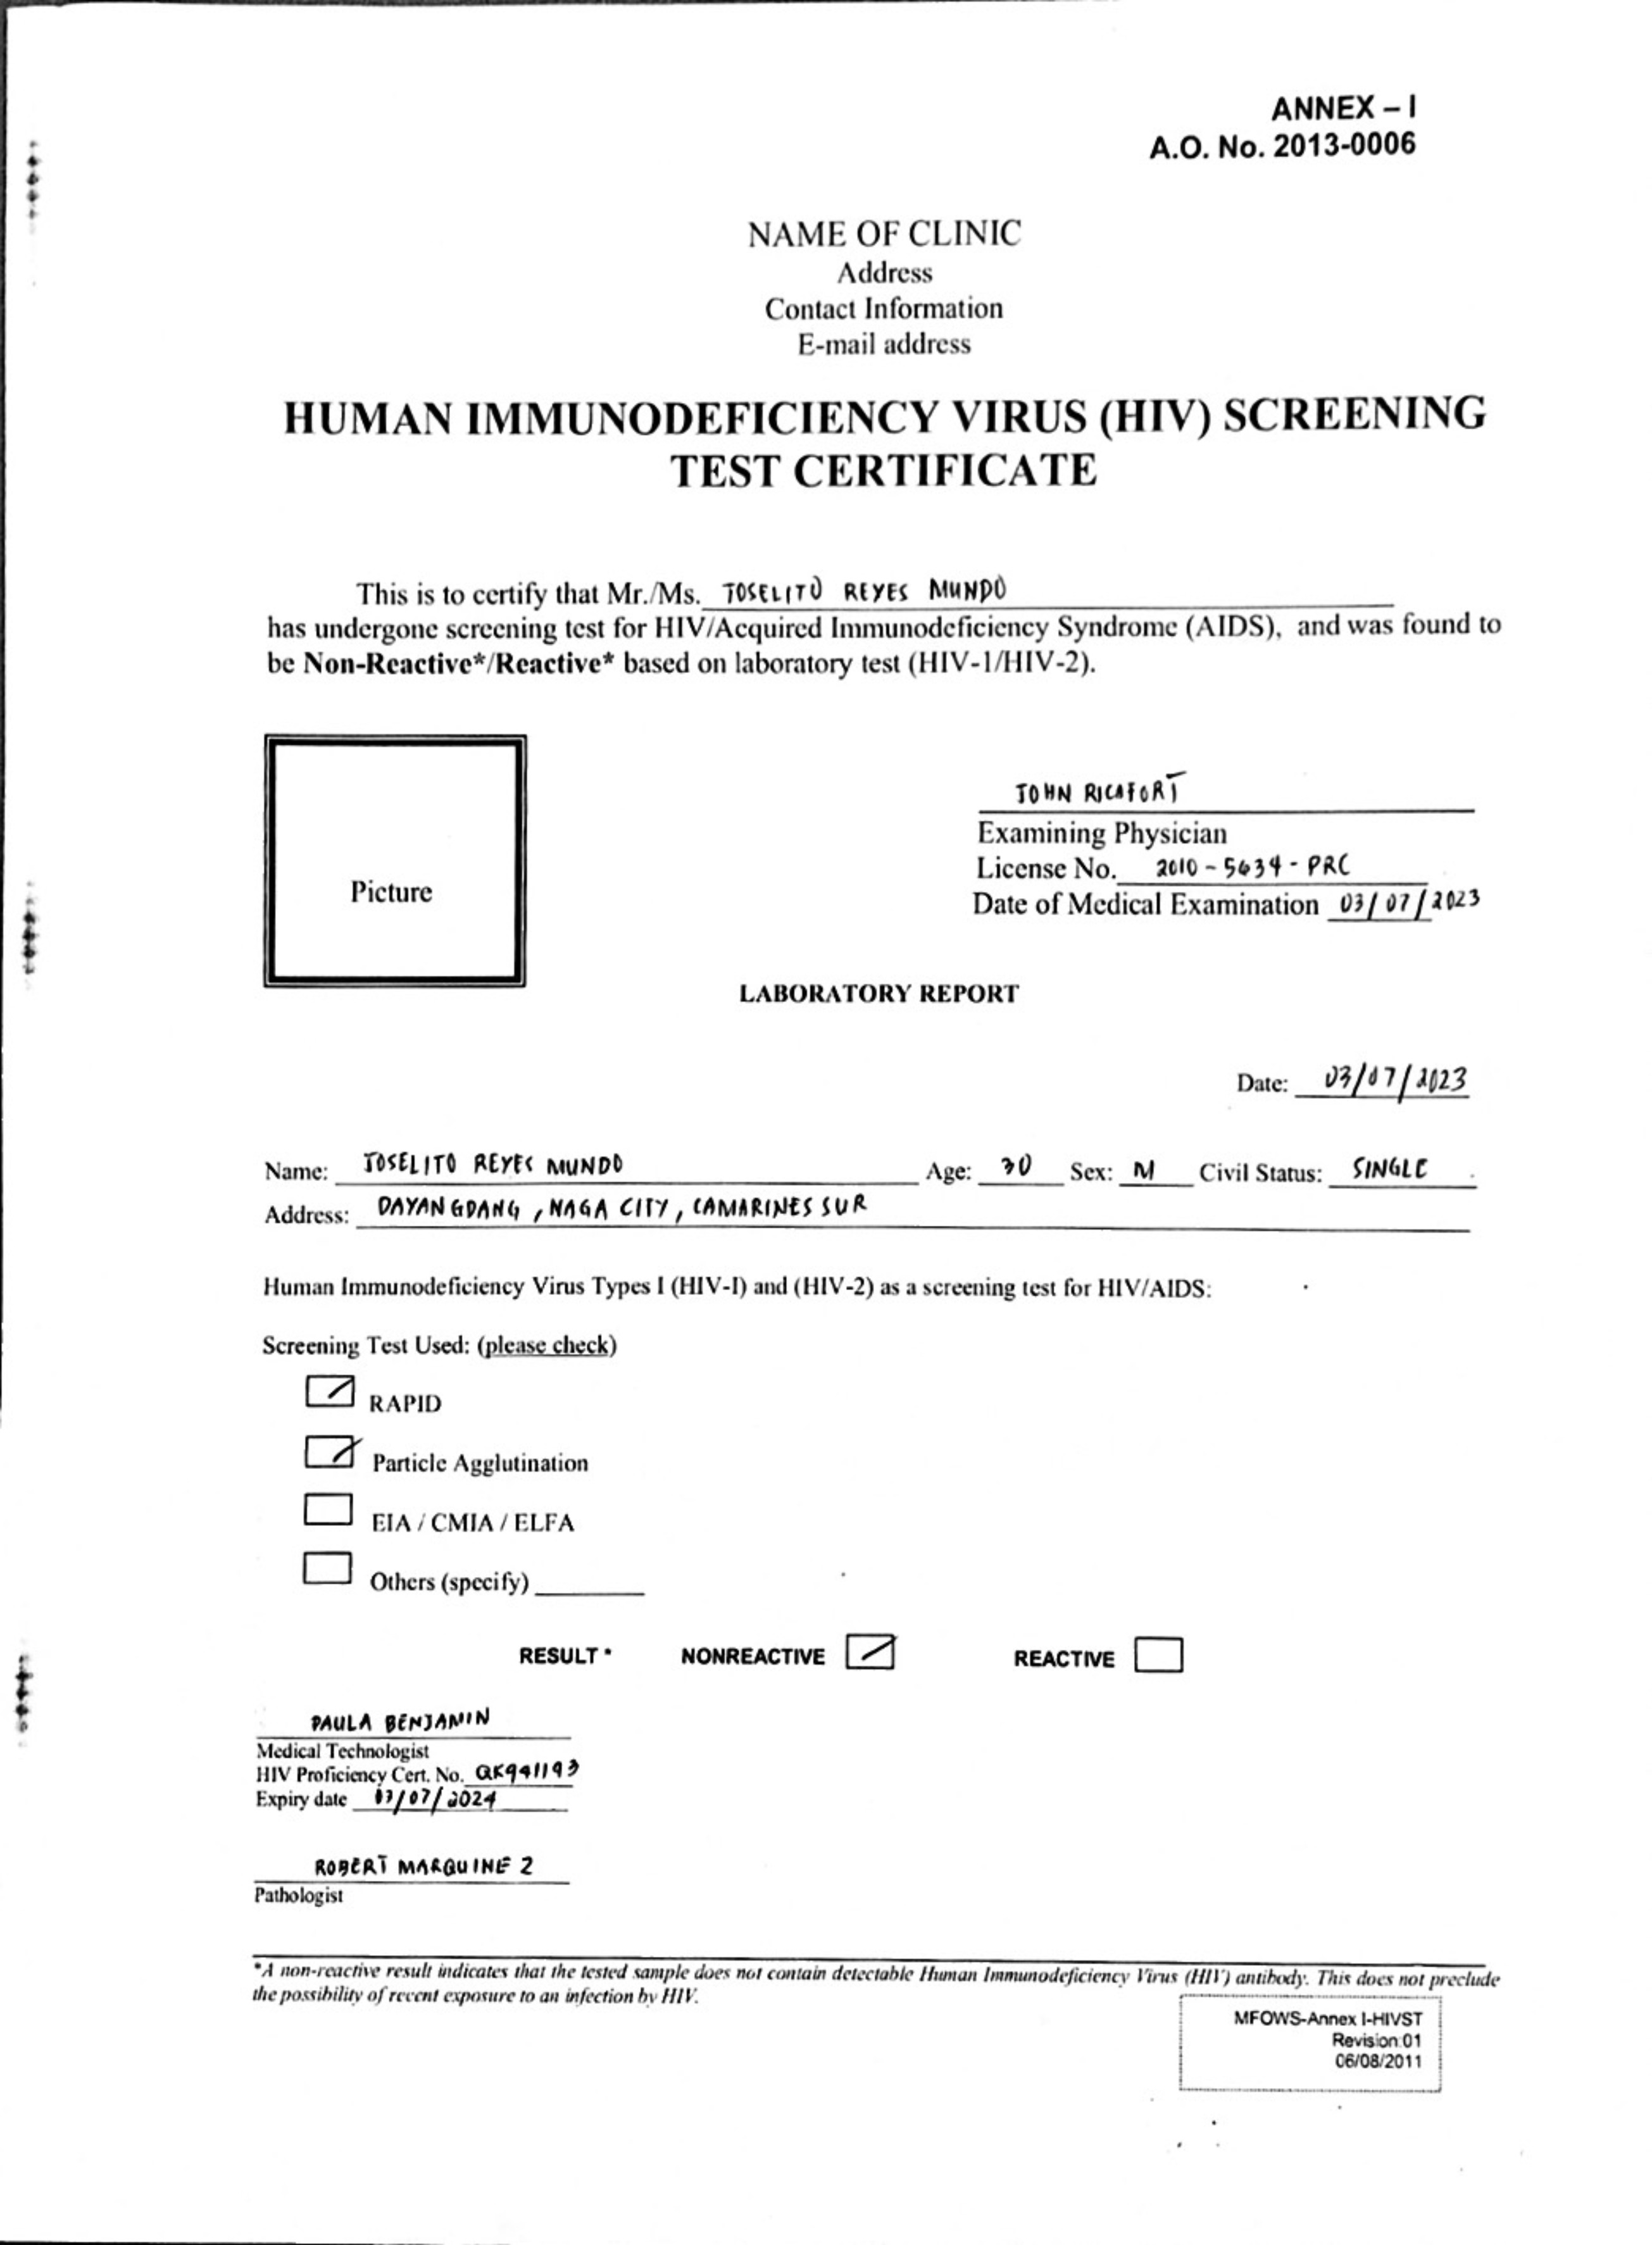 ANNEX – I
A.O. No. 2013-0006
NAME OF CLINIC
Address
Contact Information
E-mail address
HUMAN IMMUNODEFICIENCY VIRUS (HIV) SCREENING
TEST CERTIFICATE
This is to certify that Mr./Ms. JOSELITO REYES MUNDO
has undergone screening test for HIV/Acquired Immunodeficiency Syndrome (AIDS), and was found to
be Non-Reactive*/Reactive* based on laboratory test (HIV-1/HIV-2).
Picture
JOHN RICAFORT
Examining Physician
License No. 2010-5634-PRC
Date of Medical Examination 03/07/2023
LABORATORY REPORT
Date: 03/07/2023
Name: JOSELITO REYES MUNDO Age: 30 Sex: M Civil Status: SINGLE
Address: DAYANGDANG, NAGA CITY, CAMARINES SUR
Human Immunodeficiency Virus Types I (HIV-I) and (HIV-2) as a screening test for HIV/AIDS:
Screening Test Used: (please check)
RAPID
Particle Agglutination
EIA / CMIA / ELFA
Others (specify)
RESULT * NONREACTIVE REACTIVE
PAULA BENJAMIN
Medical Technologist
HIV Proficiency Cert. No. QK941193
Expiry date 03/07/2024
ROBERT MARQUINEZ
Pathologist
*A non-reactive result indicates that the tested sample does not contain detectable Human Immunodeficiency Virus (HIV) antibody. This does not preclude
the possibility of recent exposure to an infection by HIV.
MFOWS-Annex I-HIVST
Revision:01
06/08/2011